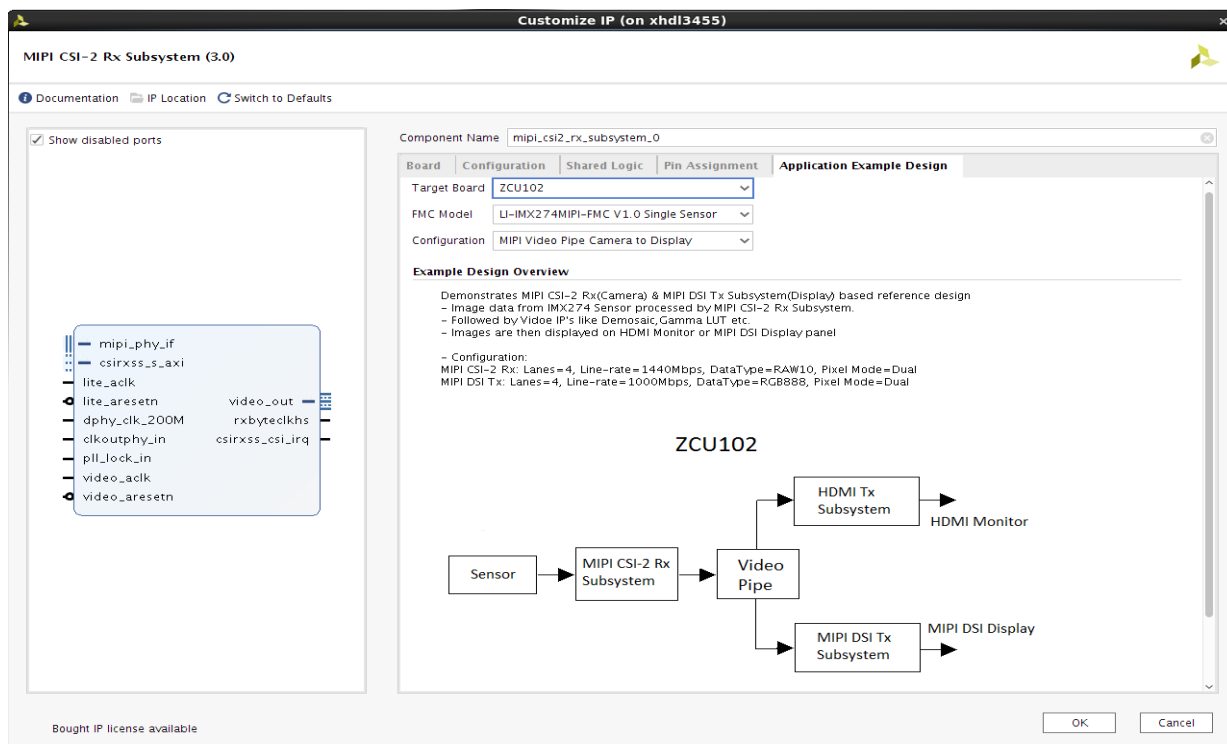 Customize IP (on xhdl3455)
MIPI CSI-2 Rx Subsystem (3.0)
Documentation IP Location Switch to Defaults
Show disabled ports
mipi_phy_if
csirxss_s_axi
lite_aclk
lite_aresetn
dphy_clk_200M
clkoutphy_in
pll_lock_in
video_aclk
video_aresetn
video_out
rxbyteclkhs
csirxss_csi_irq
Component Name mipi_csi2_rx_subsystem_0
Board Configuration Shared Logic Pin Assignment Application Example Design
Target Board ZCU102
FMC Model LI-IMX274MIPI-FMC V1.0 Single Sensor
Configuration MIPI Video Pipe Camera to Display
Example Design Overview
Demonstrates MIPI CSI-2 Rx(Camera) & MIPI DSI Tx Subsystem(Display) based reference design
- Image data from IMX274 Sensor processed by MIPI CSI-2 Rx Subsystem.
- Followed by Vidoe IP's like Demosaic,Gamma LUT etc.
- Images are then displayed on HDMI Monitor or MIPI DSI Display panel
- Configuration:
MIPI CSI-2 Rx: Lanes=4, Line-rate=1440Mbps, DataType=RAW10, Pixel Mode=Dual
MIPI DSI Tx: Lanes=4, Line-rate=1000Mbps, DataType=RGB888, Pixel Mode=Dual
ZCU102
HDMI Tx
Subsystem
HDMI Monitor
Sensor
MIPI CSI-2 Rx
Subsystem
Video
Pipe
MIPI DSI Tx
Subsystem
MIPI DSI Display
Bought IP license available
OK
Cancel